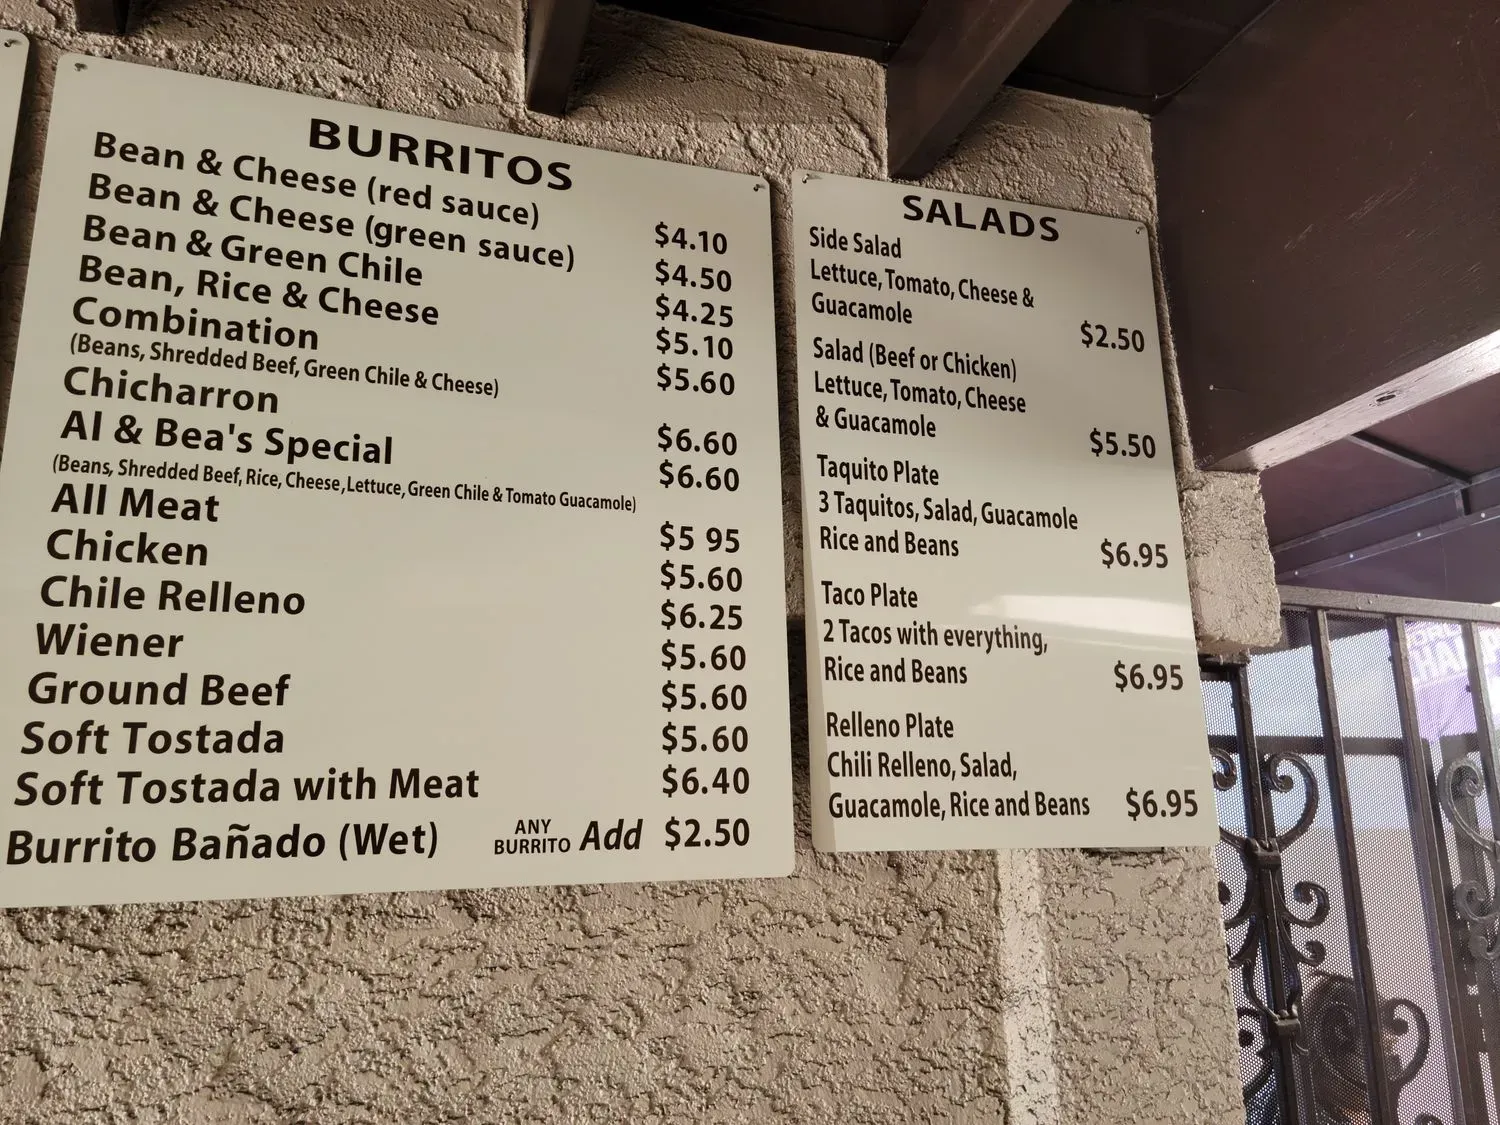 BURRITOS
Bean & Cheese (red sauce) $4.10
Bean & Cheese (green sauce) $4.50
Bean & Green Chile $4.25
Bean, Rice & Cheese $5.10
Combination $5.60
(Beans, Shredded Beef, Green Chile & Cheese)
Chicharron $6.60
Al & Bea's Special $6.60
(Beans, Shredded Beef, Rice, Cheese, Lettuce, Green Chile & Tomato Guacamole)
All Meat $5 95
Chicken $5.60
Chile Relleno $6.25
Wiener $5.60
Ground Beef $5.60
Soft Tostada $5.60
Soft Tostada with Meat $6.40
Burrito Bañado (Wet) ANY BURRITO Add $2.50
SALADS
Side Salad
Lettuce, Tomato, Cheese &
Guacamole $2.50
Salad (Beef or Chicken)
Lettuce, Tomato, Cheese
& Guacamole $5.50
Taquito Plate
3 Taquitos, Salad, Guacamole
Rice and Beans $6.95
Taco Plate
2 Tacos with everything,
Rice and Beans $6.95
Relleno Plate
Chili Relleno, Salad,
Guacamole, Rice and Beans $6.95